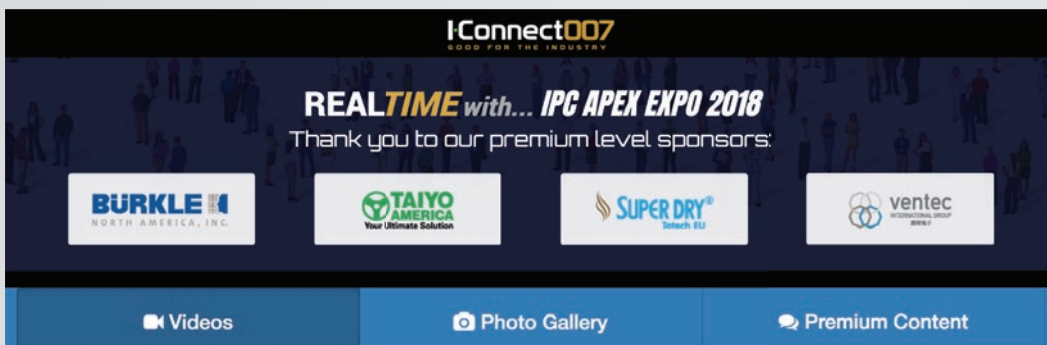 I-Connect007
GOOD FOR THE INDUSTRY
REALTIME with... IPC APEX EXPO 2018
Thank you to our premium level sponsors:
BÜRKLE
NORTH AMERICA, INC.
TAIYO
AMERICA
Your Ultimate Solution
SUPER DRY®
Totech EU
ventec
INTERNATIONAL GROUP
Videos
Photo Gallery
Premium Content